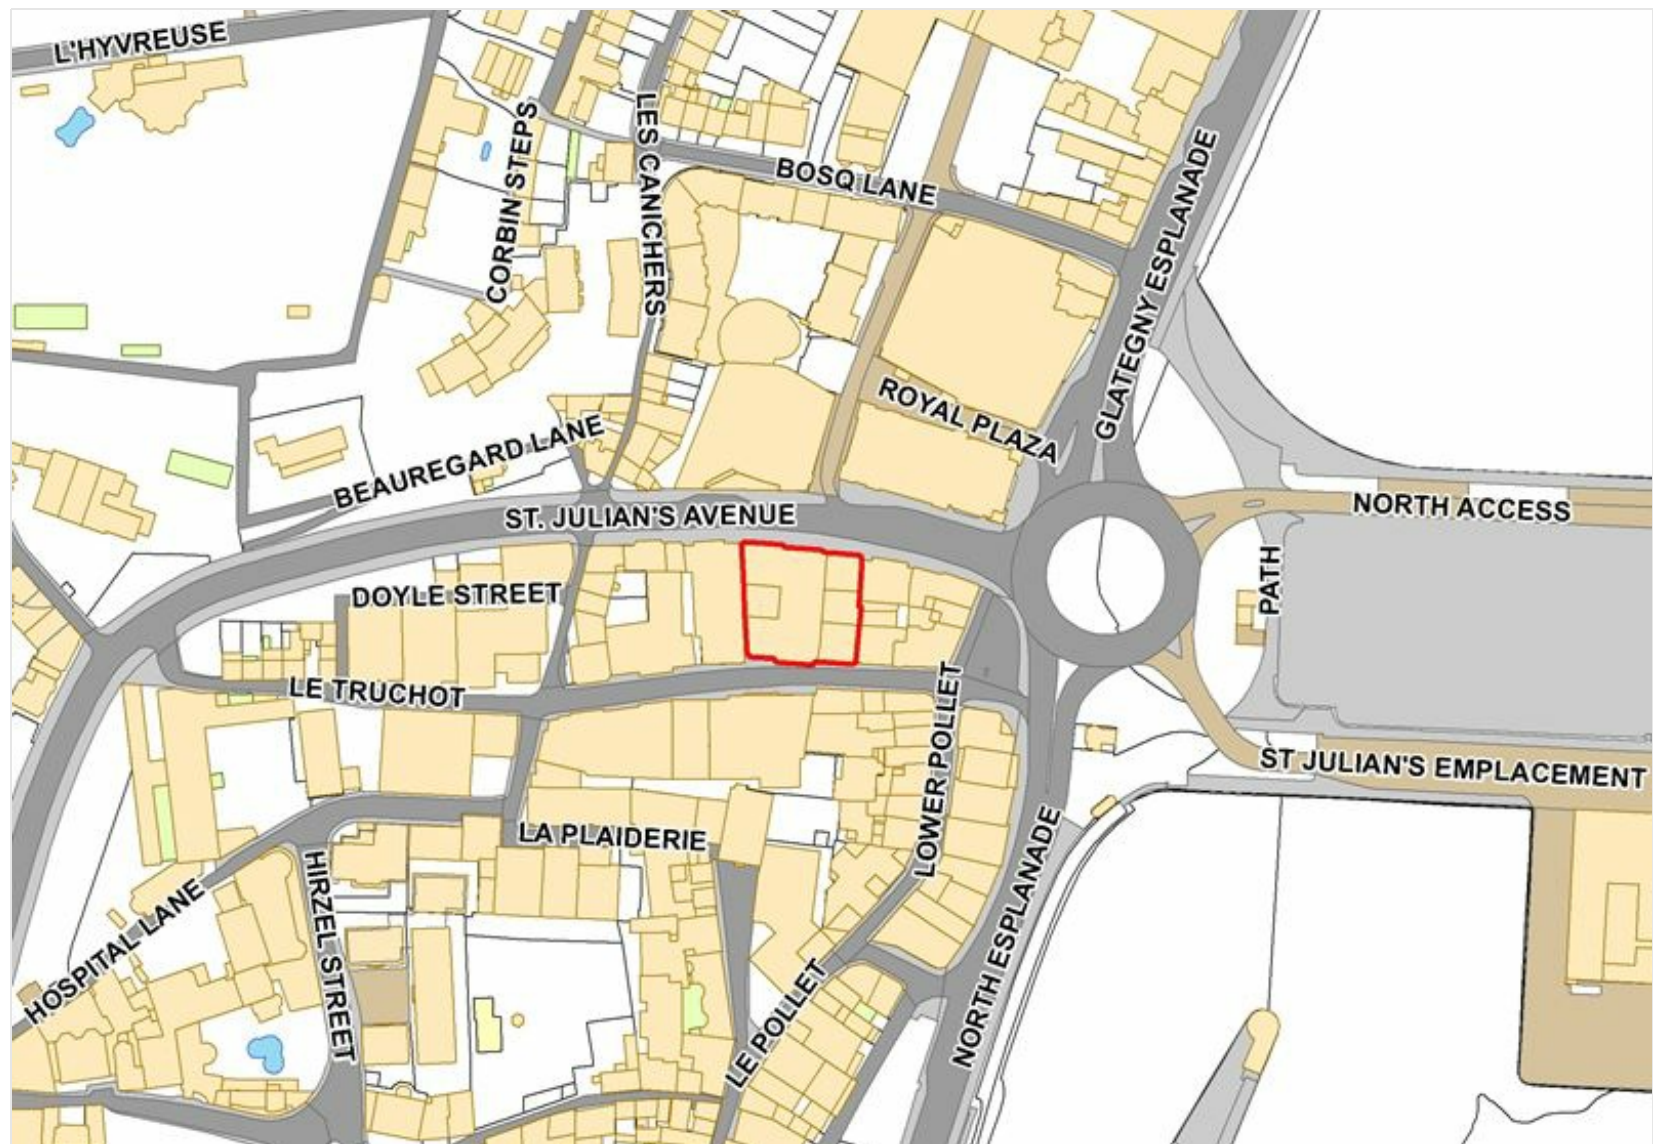 L'HYVREUSE
CORBIN STEPS
LES CANICHERS
BOSQ LANE
GLATEGNY ESPLANADE
ROYAL PLAZA
BEAUREGARD LANE
ST. JULIAN'S AVENUE
NORTH ACCESS
PATH
DOYLE STREET
LE TRUCHOT
LOWER POLLET
ST JULIAN'S EMPLACEMENT
LA PLAIDERIE
HIRZEL STREET
HOSPITAL LANE
NORTH ESPLANADE
LE POLLET